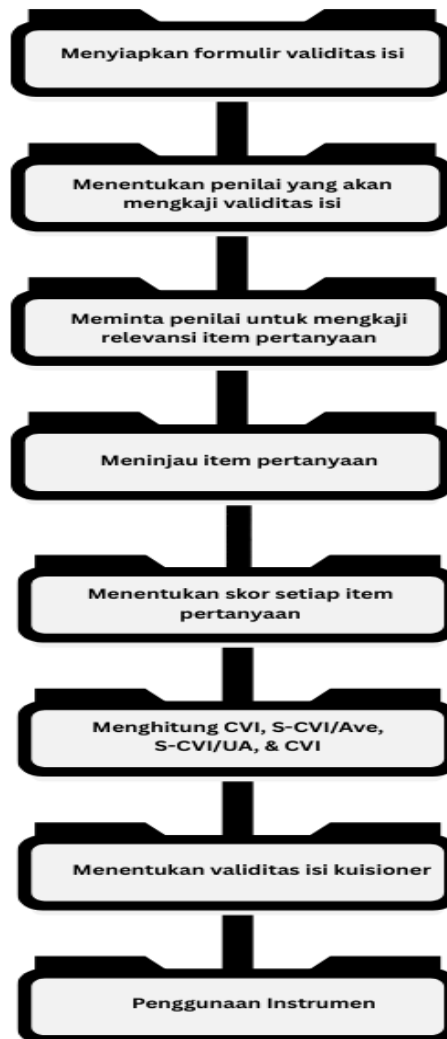 Menyiapkan formulir validitas isi
Menentukan penilai yang akan
mengkaji validitas isi
Meminta penilai untuk mengkaji
relevansi item pertanyaan
Meninjau item pertanyaan
Menentukan skor setiap item
pertanyaan
Menghitung CVI, S-CVI/Ave,
S-CVI/UA, & CVI
Menentukan validitas isi kuisioner
Penggunaan Instrumen